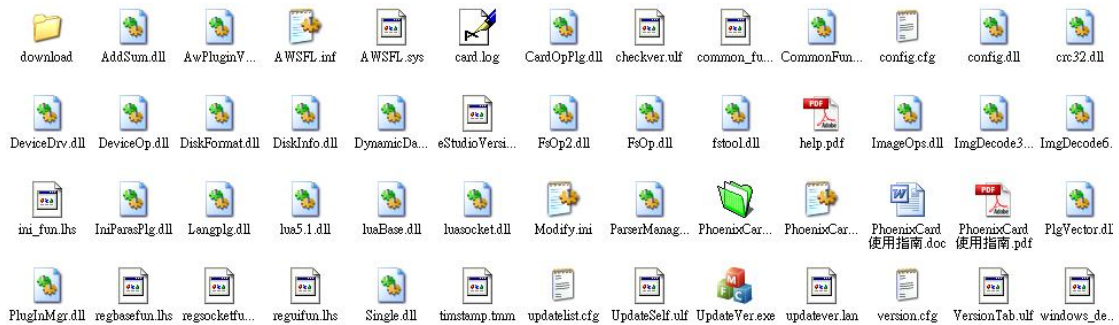 download AddSum.dll AwPluginV... AWSFL.inf AWSFL.sys card.log CardOpPlg.dll checkver.ulf common_fu... CommonFun... config.cfg config.dll crc32.dll
DeviceDrv.dll DeviceOp.dll DiskFormat.dll DiskInfo.dll DynamicDa... eStudioVersi... FsOp2.dll FsOp.dll fstool.dll help.pdf ImageOps.dll ImgDecode3... ImgDecode6...
ini_fun.lhs IniParasPlg.dll Langplg.dll lua5.1.dll luaBase.dll luasocket.dll Modify.ini ParserManag... PhoenixCar... PhoenixCar... PhoenixCard PhoenixCard PlgVector.dll
使用指南.doc 使用指南.pdf
PlugInMgr.dll regbasefun.lhs regsocketfu... reguifun.lhs Single.dll timstamp.tmm updatelist.cfg UpdateSelf.ulf UpdateVer.exe updatever.lan version.cfg VersionTab.ulf windows_de...